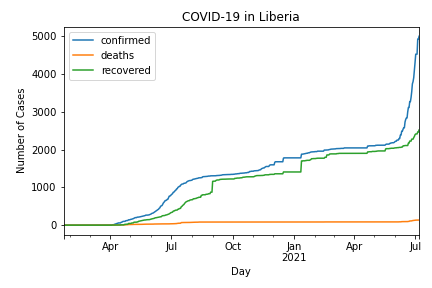 COVID-19 in Liberia
confirmed
deaths
recovered
Number of Cases
5000
4000
3000
2000
1000
0
Apr
Jul
Oct
Jan
2021
Apr
Jul
Day